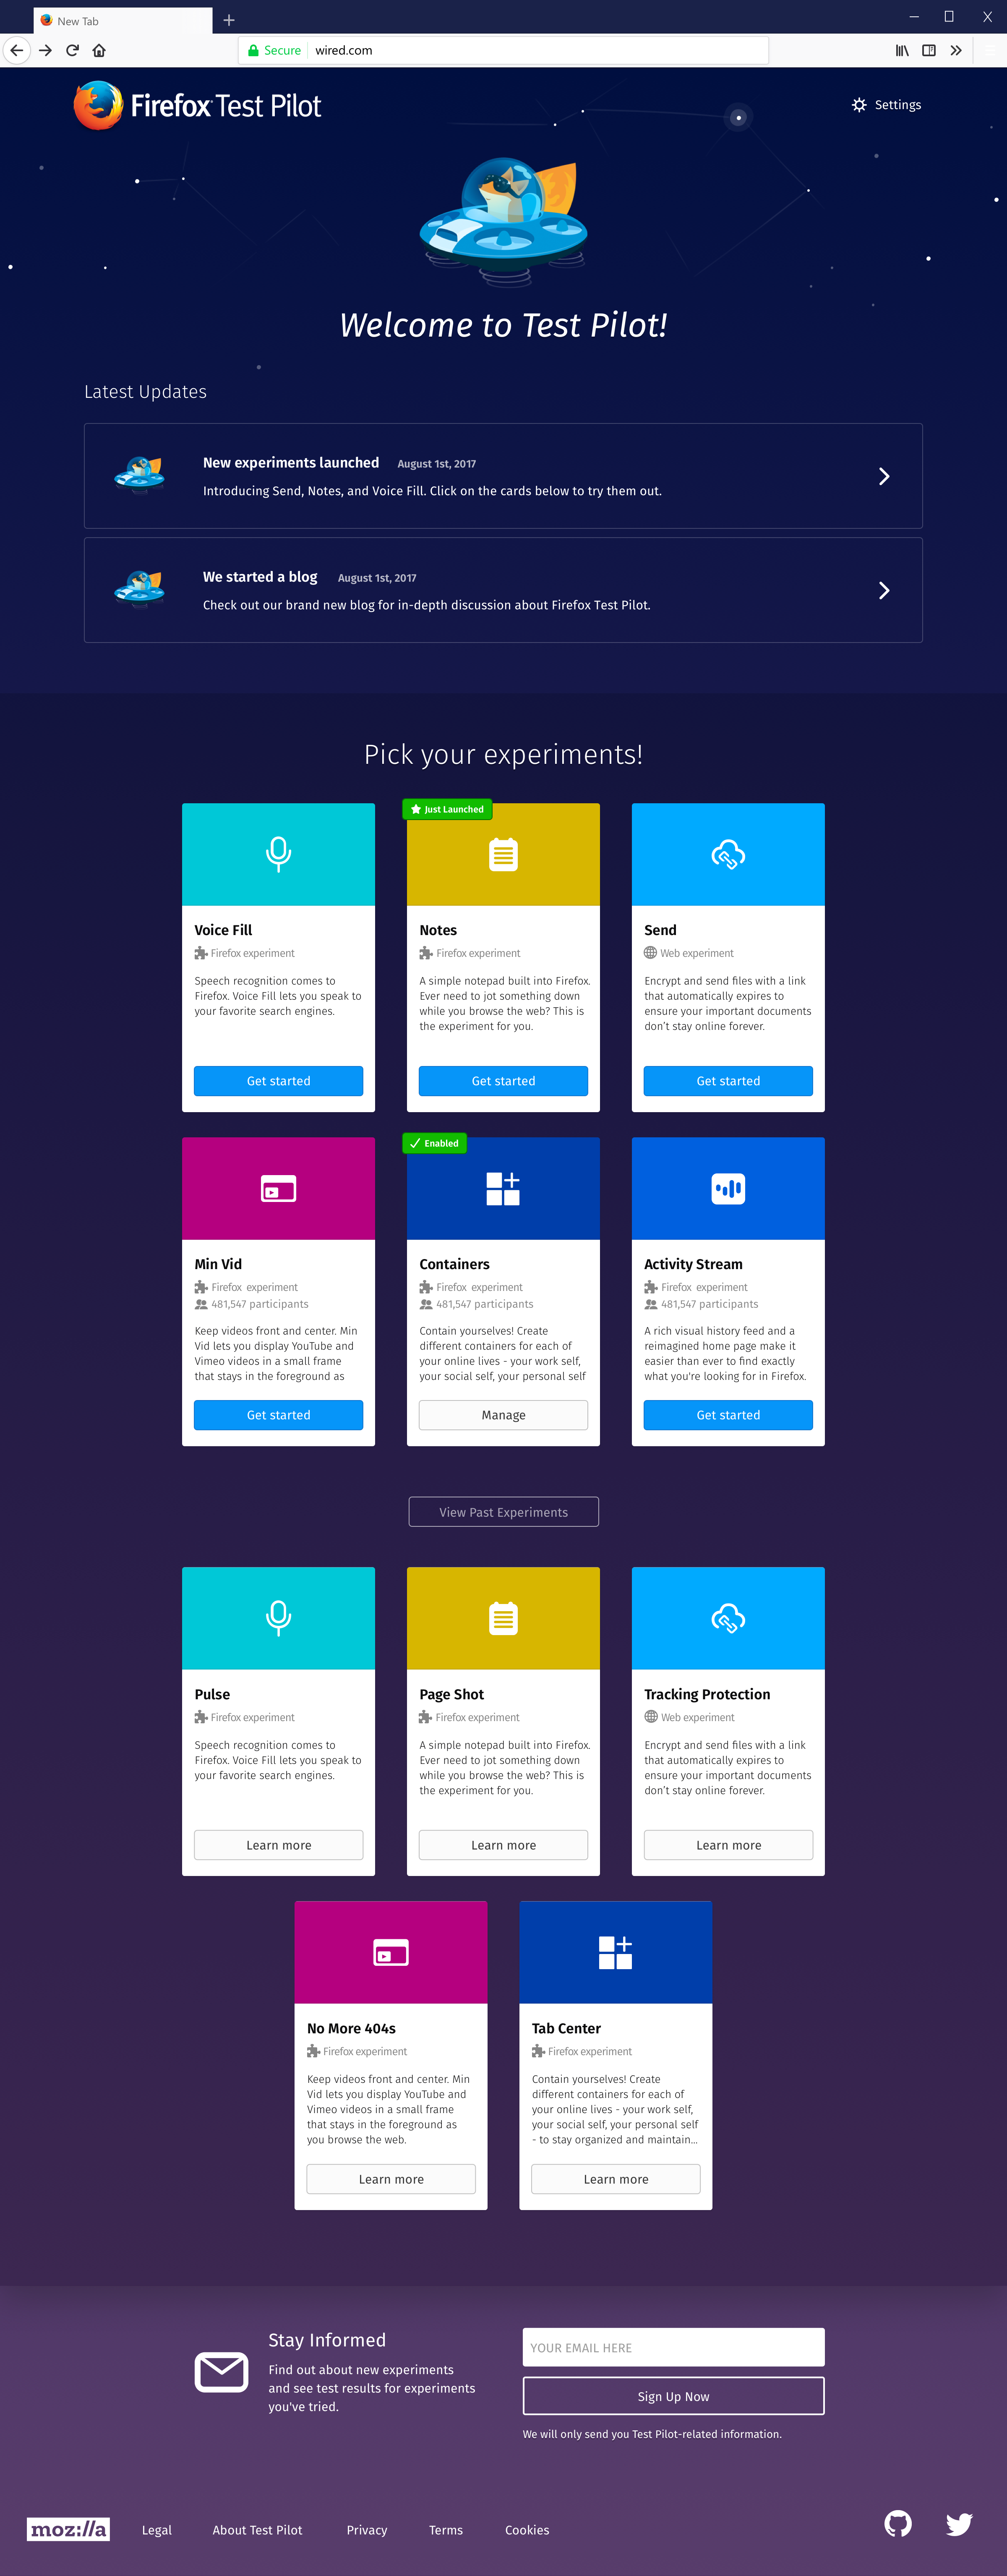 New Tab
Secure wired.com
Firefox Test Pilot
Settings
Welcome to Test Pilot!
Latest Updates
New experiments launched August 1st, 2017
Introducing Send, Notes, and Voice Fill. Click on the cards below to try them out.
We started a blog August 1st, 2017
Check out our brand new blog for in-depth discussion about Firefox Test Pilot.
Pick your experiments!
Voice Fill
Firefox experiment
Speech recognition comes to
Firefox. Voice Fill lets you speak to
your favorite search engines.
Get started
Just Launched
Notes
Firefox experiment
A simple notepad built into Firefox.
Ever need to jot something down
while you browse the web? This is
the experiment for you.
Get started
Send
Web experiment
Encrypt and send files with a link
that automatically expires to
ensure your important documents
don’t stay online forever.
Get started
Min Vid
Firefox experiment
481,547 participants
Keep videos front and center. Min
Vid lets you display YouTube and
Vimeo videos in a small frame
that stays in the foreground as
Get started
Enabled
Containers
Firefox experiment
481,547 participants
Contain yourselves! Create
different containers for each of
your online lives - your work self,
your social self, your personal self
Manage
Activity Stream
Firefox experiment
481,547 participants
A rich visual history feed and a
reimagined home page make it
easier than ever to find exactly
what you're looking for in Firefox.
Get started
View Past Experiments
Pulse
Firefox experiment
Speech recognition comes to
Firefox. Voice Fill lets you speak to
your favorite search engines.
Learn more
Page Shot
Firefox experiment
A simple notepad built into Firefox.
Ever need to jot something down
while you browse the web? This is
the experiment for you.
Learn more
Tracking Protection
Web experiment
Encrypt and send files with a link
that automatically expires to
ensure your important documents
don’t stay online forever.
Learn more
No More 404s
Firefox experiment
Keep videos front and center. Min
Vid lets you display YouTube and
Vimeo videos in a small frame
that stays in the foreground as
you browse the web.
Learn more
Tab Center
Firefox experiment
Contain yourselves! Create
different containers for each of
your online lives - your work self,
your social self, your personal self
- to stay organized and maintain...
Learn more
Stay Informed
Find out about new experiments
and see test results for experiments
you've tried.
YOUR EMAIL HERE
Sign Up Now
We will only send you Test Pilot-related information.
moz://a Legal About Test Pilot Privacy Terms Cookies